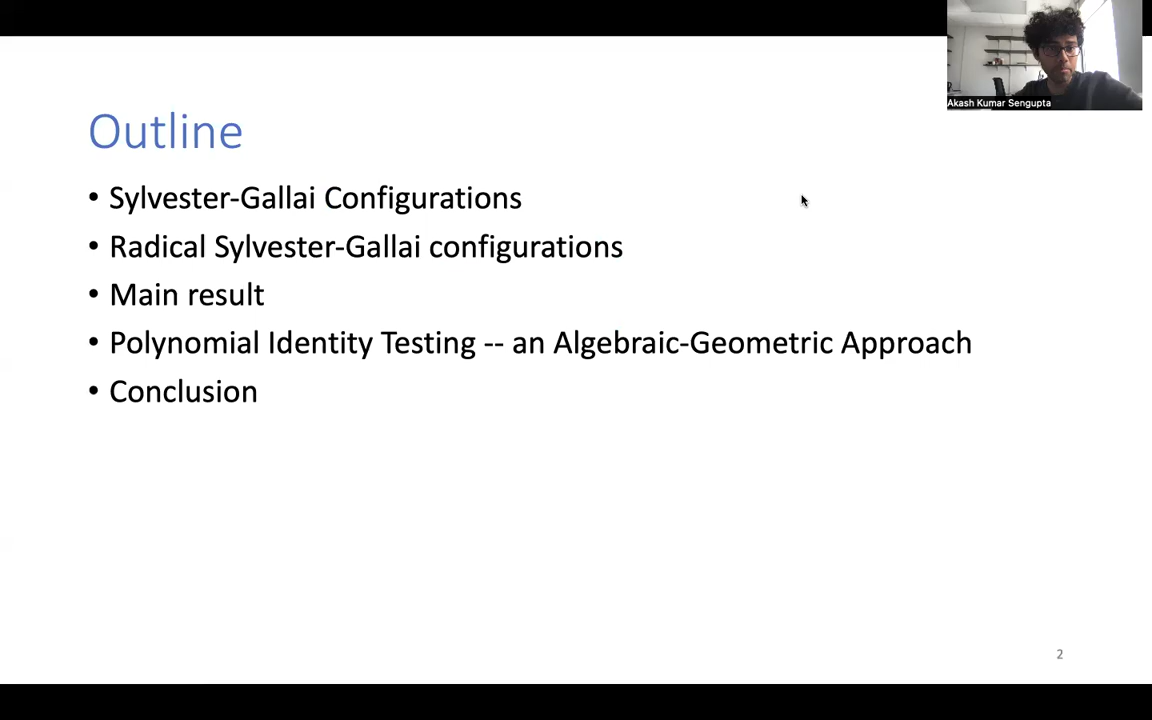 Akash Kumar Sengupta
Outline
• Sylvester-Gallai Configurations
• Radical Sylvester-Gallai configurations
• Main result
• Polynomial Identity Testing -- an Algebraic-Geometric Approach
• Conclusion
2